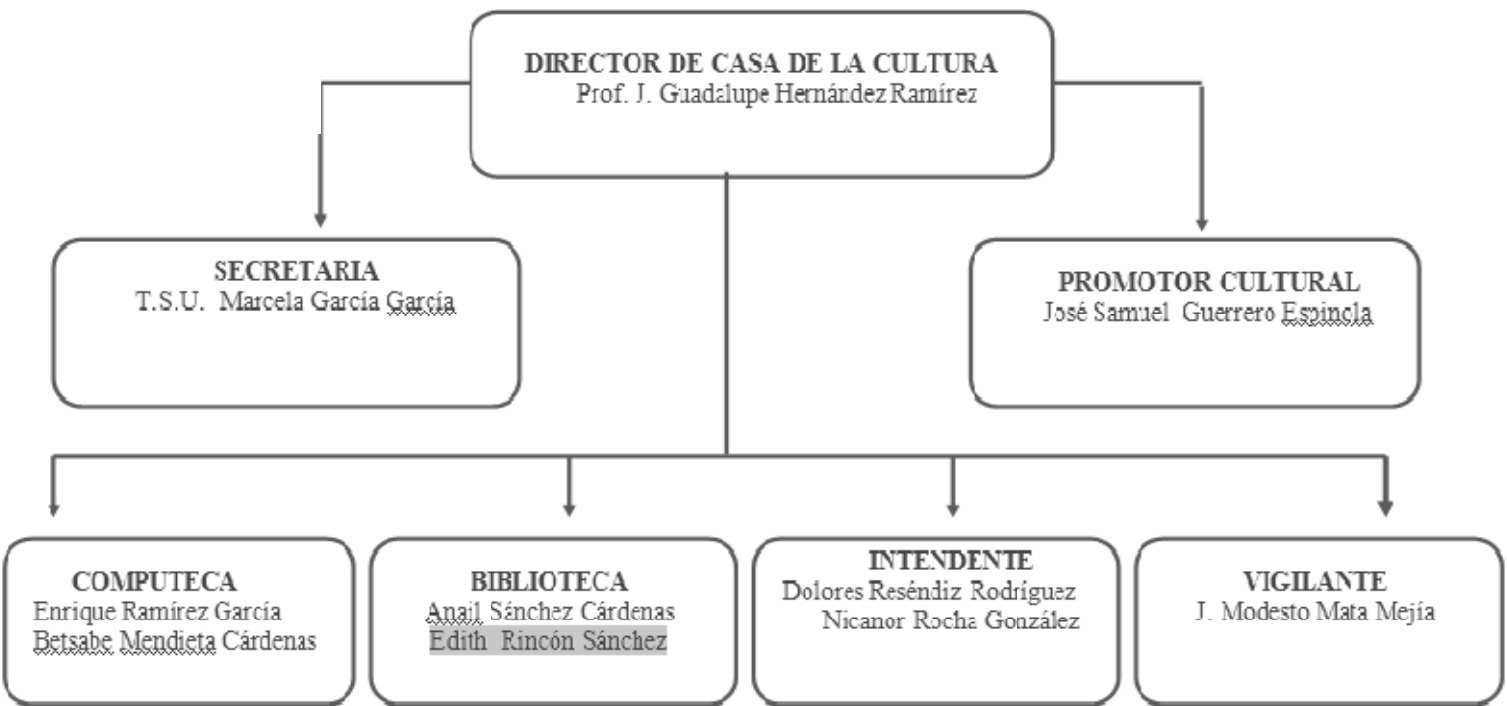 DIRECTOR DE CASA DE LA CULTURA
Prof. J. Guadalupe Hernández Ramírez
SECRETARIA
T.S.U. Marcela García García
PROMOTOR CULTURAL
José Samuel Guerrero Espinola
COMPUTECA
Enrique Ramírez García
Betsabe Mendieta Cárdenas
BIBLIOTECA
Anail Sánchez Cárdenas
Edith Rincón Sánchez
INTENDENTE
Dolores Reséndiz Rodríguez
Nicanor Rocha González
VIGILANTE
J. Modesto Mata Mejía